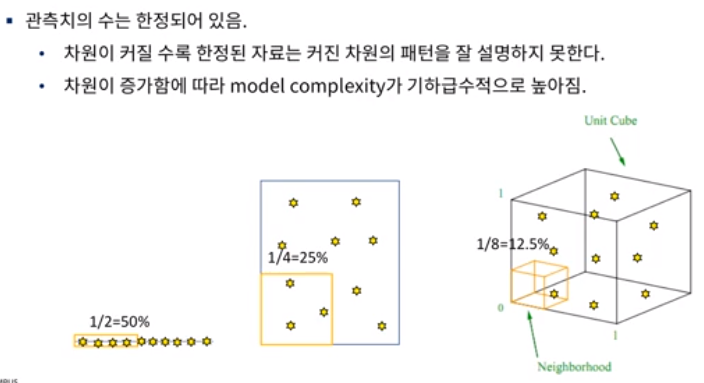 관측치의 수는 한정되어 있음.
차원이 커질 수록 한정된 자료는 커진 차원의 패턴을 잘 설명하지 못한다.
차원이 증가함에 따라 model complexity가 기하급수적으로 높아짐.
Unit Cube
1
1/8=12.5%
1/4=25%
0
1/2=50%
1
Neighborhood